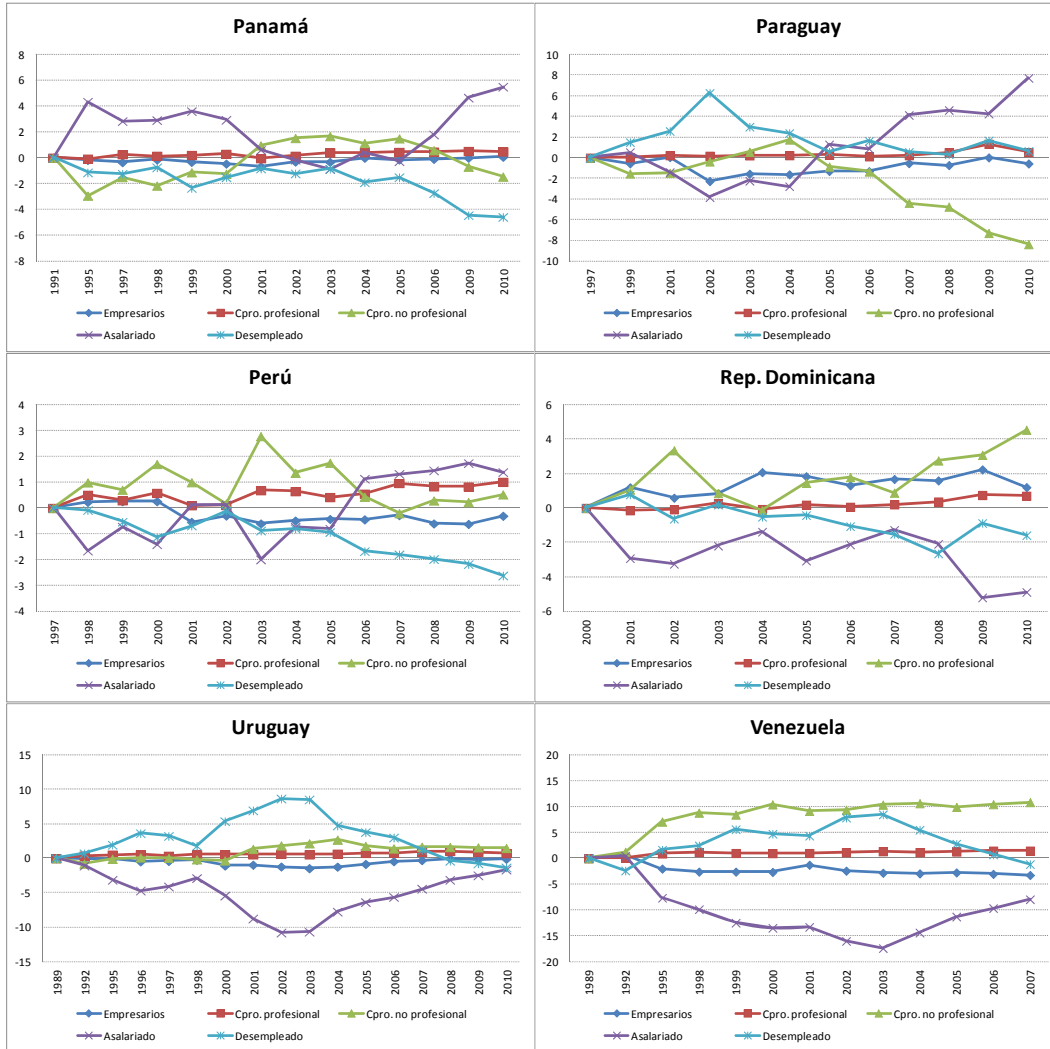 Panamá
8
6
4
2
0
-2
-4
-6
-8
1991 1995 1997 1998 1999 2000 2001 2002 2003 2004 2005 2006 2009 2010
Empresarios Cpro. profesional Cpro. no profesional
Asalariado Desempleado
Paraguay
10
8
6
4
2
0
-2
-4
-6
-8
-10
1997 1999 2001 2002 2003 2004 2005 2006 2007 2008 2009 2010
Empresarios Cpro. profesional Cpro. no profesional
Asalariado Desempleado
Perú
4
3
2
1
0
-1
-2
-3
-4
1997 1998 1999 2000 2001 2002 2003 2004 2005 2006 2007 2008 2009 2010
Empresarios Cpro. profesional Cpro. no profesional
Asalariado Desempleado
Rep. Dominicana
6
4
2
0
-2
-4
-6
2000 2001 2002 2003 2004 2005 2006 2007 2008 2009 2010
Empresarios Cpro. profesional Cpro. no profesional
Asalariado Desempleado
Uruguay
15
10
5
0
-5
-10
-15
1989 1992 1995 1996 1997 1998 2000 2001 2002 2003 2004 2005 2006 2007 2008 2009 2010
Empresarios Cpro. profesional Cpro. no profesional
Asalariado Desempleado
Venezuela
20
15
10
5
0
-5
-10
-15
-20
1989 1992 1995 1998 1999 2000 2001 2002 2003 2004 2005 2006 2007
Empresarios Cpro. profesional Cpro. no profesional
Asalariado Desempleado